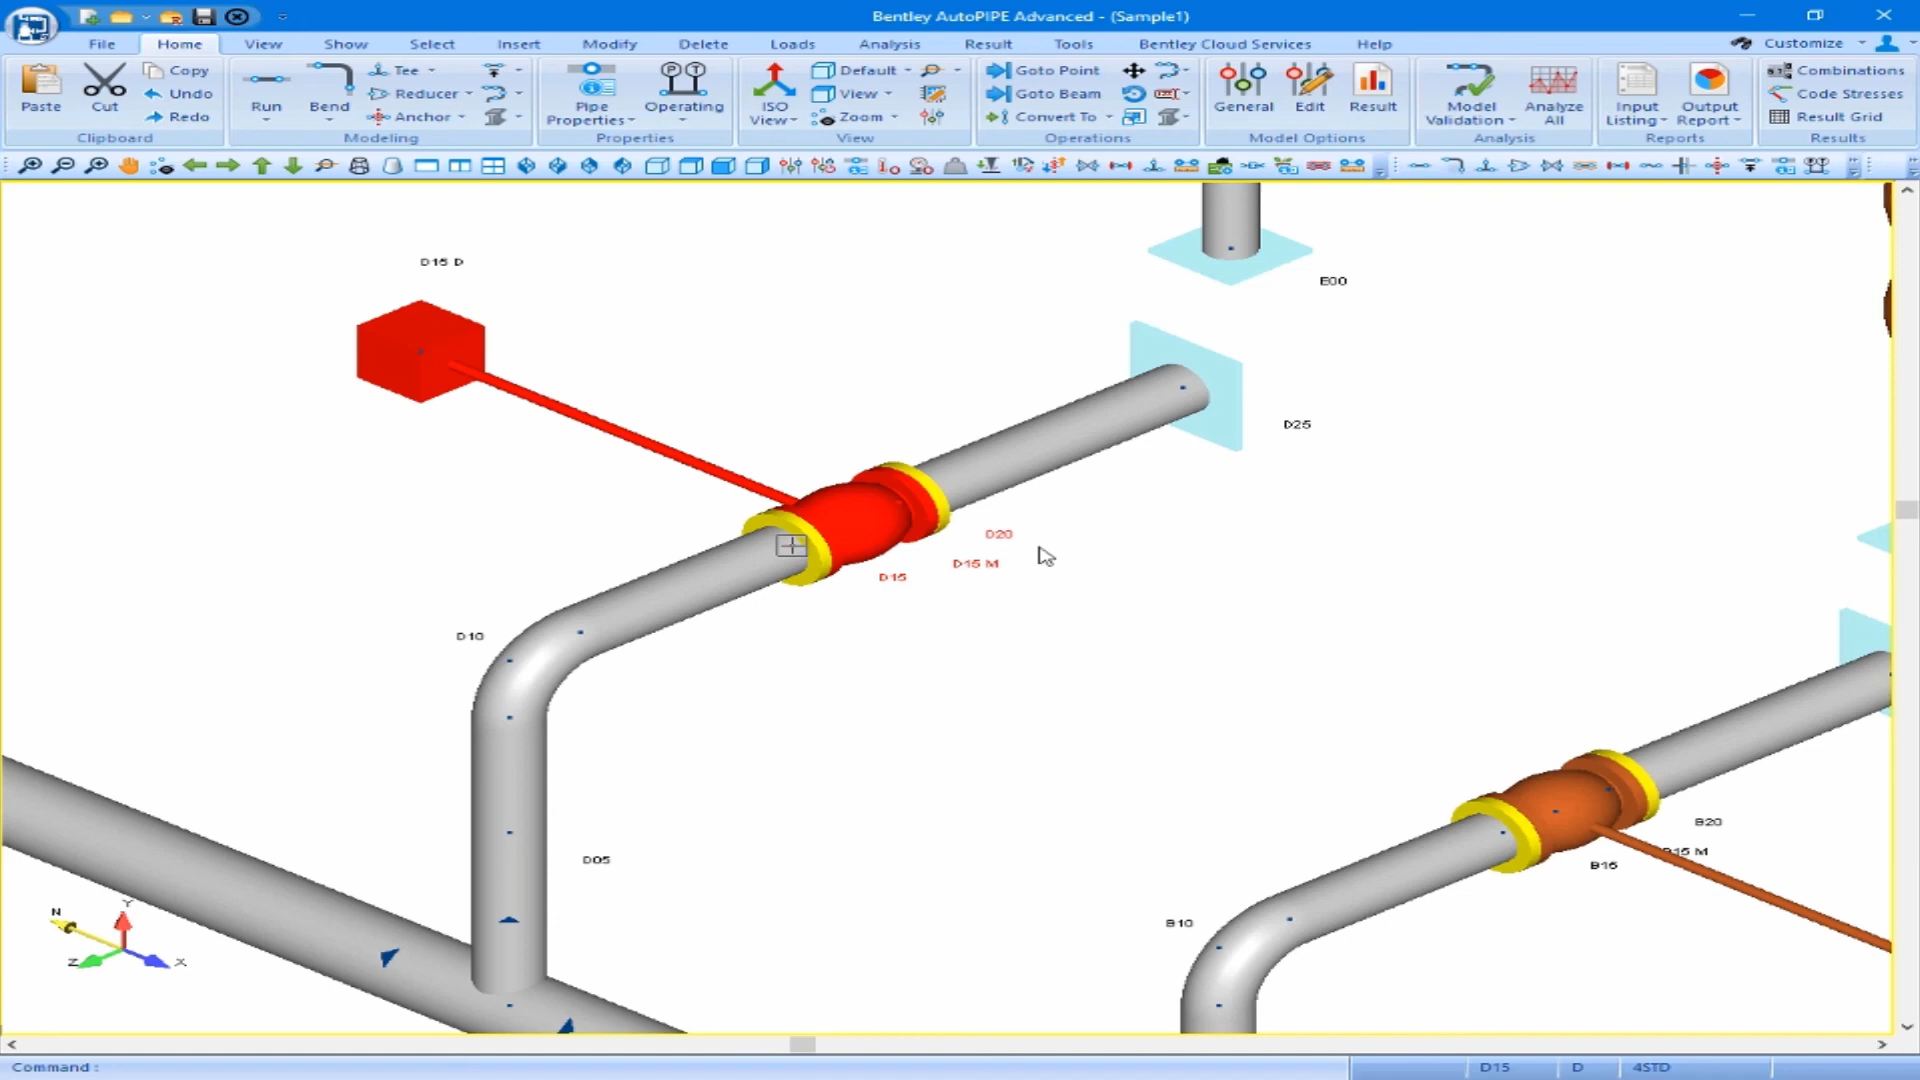 Bentley AutoPIPE Advanced - (Sample1)
File Home View Show Select Insert Modify Delete Loads Analysis Result Tools Bentley Cloud Services Help Customize
Paste
Cut
Copy
Undo
Redo
Clipboard
Run
Bend
Tee
Reducer
Anchor
Modeling
Pipe
Properties
Operating
Properties
ISO
View
Default
View
Zoom
View
Goto Point
Goto Beam
Convert To
Operations
General
Edit
Result
Model Options
Model
Validation
Analyze
All
Analysis
Input
Listing
Output
Report
Reports
Combinations
Code Stresses
Result Grid
Results
D15 D
E00
D25
D20
D15 M
D15
D10
D05
B20
B15 M
B15
B10
N
Y
Z
X
Command :
D15
D
4STD